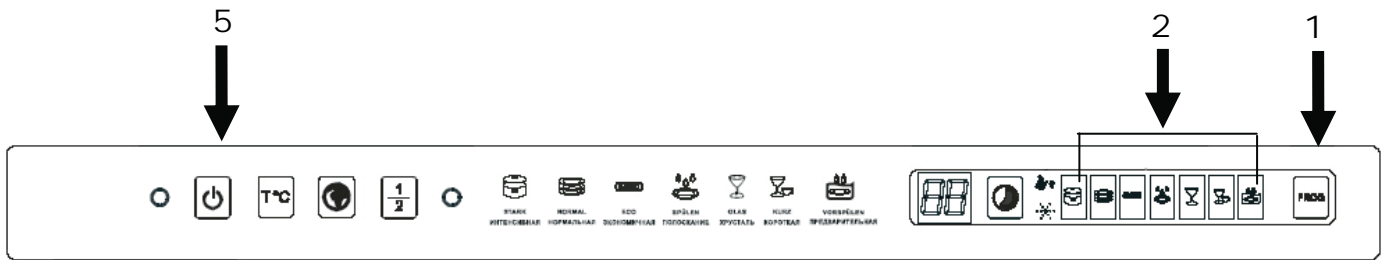 5
2
1
T°C
1/2
STARK
ИНТЕНСИВНАЯ
NORMAL
НОРМАЛЬНАЯ
ECO
ЭКОНОМИЧНАЯ
SPÜLEN
ПОЛОСКАНИЕ
GLAS
ХРУСТАЛЬ
KURZ
КОРОТКАЯ
VORSPÜLEN
ПРЕДВАРИТЕЛЬНАЯ
88
PROG